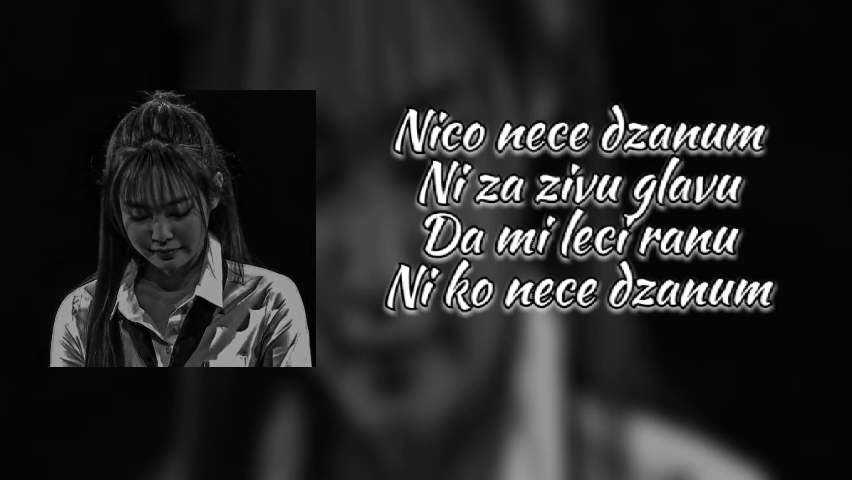 Nico nece dzanum
Ni za zivu glavu
Da mi leci ranu
Ni ko nece dzanum